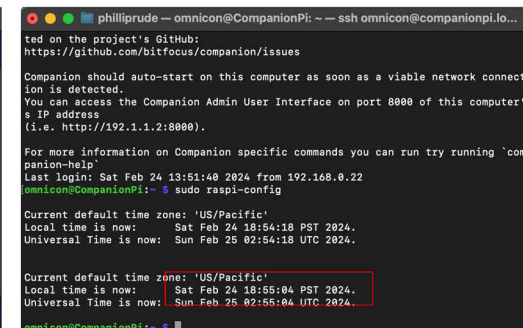 philliprude — omnicon@CompanionPi: ~ — ssh omnicon@companionpi.lo...
ted on the project's GitHub:
https://github.com/bitfocus/companion/issues
Companion should auto-start on this computer as soon as a viable network connect
ion is detected.
You can access the Companion Admin User Interface on port 8000 of this computer'
s IP address
(i.e. http://192.1.1.2:8000).
For more information on Companion specific commands you can run try running `com
panion-help`
Last login: Sat Feb 24 13:51:40 2024 from 192.168.0.22
[omnicon@CompanionPi:~ $ sudo raspi-config
Current default time zone: 'US/Pacific'
Local time is now:      Sat Feb 24 18:54:18 PST 2024.
Universal Time is now:  Sun Feb 25 02:54:18 UTC 2024.
Current default time zone: 'US/Pacific'
Local time is now:      Sat Feb 24 18:55:04 PST 2024.
Universal Time is now:  Sun Feb 25 02:55:04 UTC 2024.
omnicon@CompanionPi:~ $